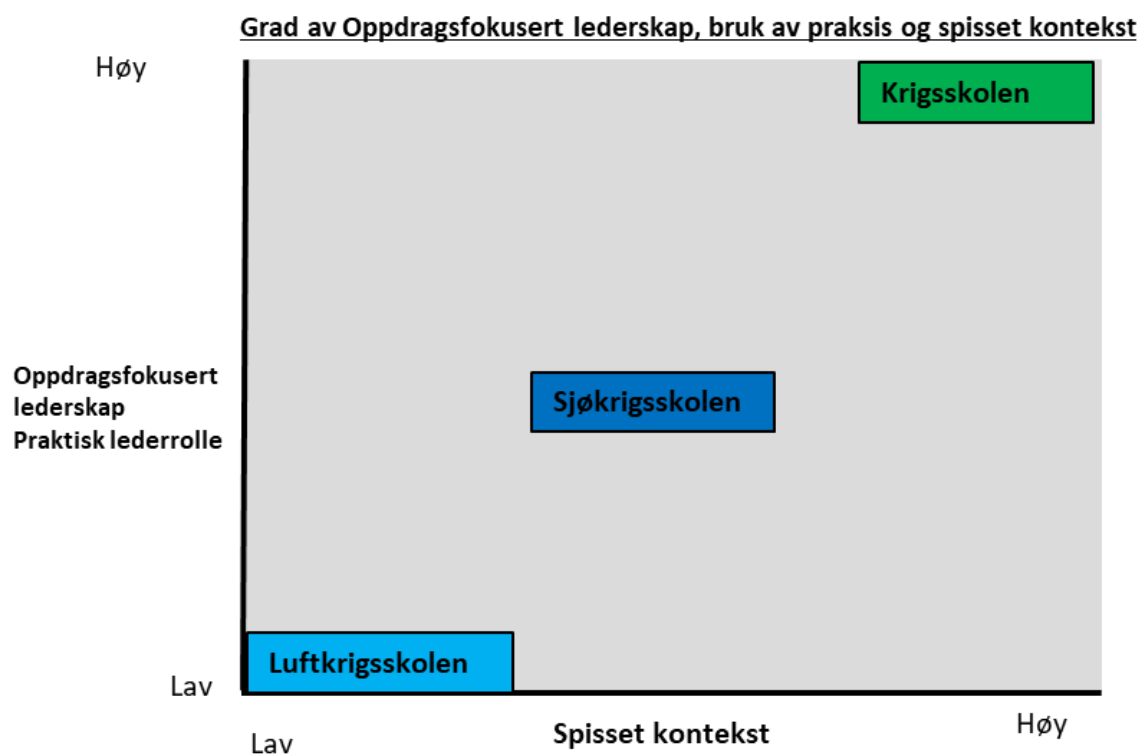 Grad av Oppdragsfokusert lederskap, bruk av praksis og spisset kontekst
Høy
Krigsskolen
Oppdragsfokusert
lederskap
Praktisk lederrolle
Sjøkrigsskolen
Luftkrigsskolen
Lav
Lav
Spisset kontekst
Høy